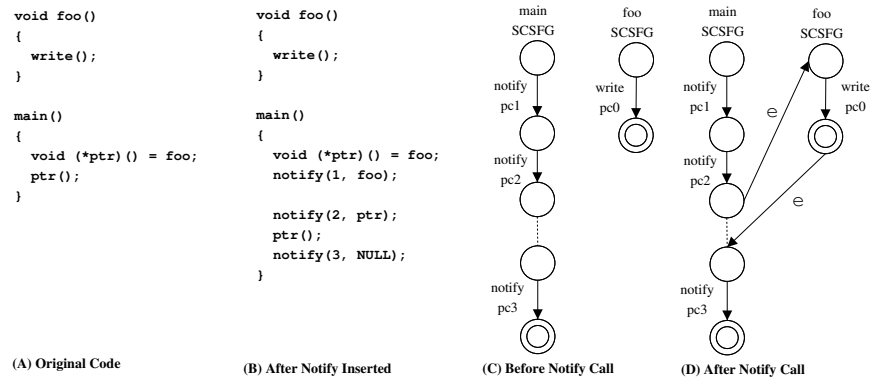 void foo()
{
write();
}
main()
{
void (*ptr)() = foo;
ptr();
}
(A) Original Code
void foo()
{
write();
}
main()
{
void (*ptr)() = foo;
notify(1, foo);
notify(2, ptr);
ptr();
notify(3, NULL);
}
(B) After Notify Inserted
main
SCSFG
foo
SCSFG
notify
pc1
write
pc0
notify
pc2
notify
pc3
(C) Before Notify Call
main
SCSFG
foo
SCSFG
notify
pc1
e
write
pc0
notify
pc2
e
notify
pc3
(D) After Notify Call